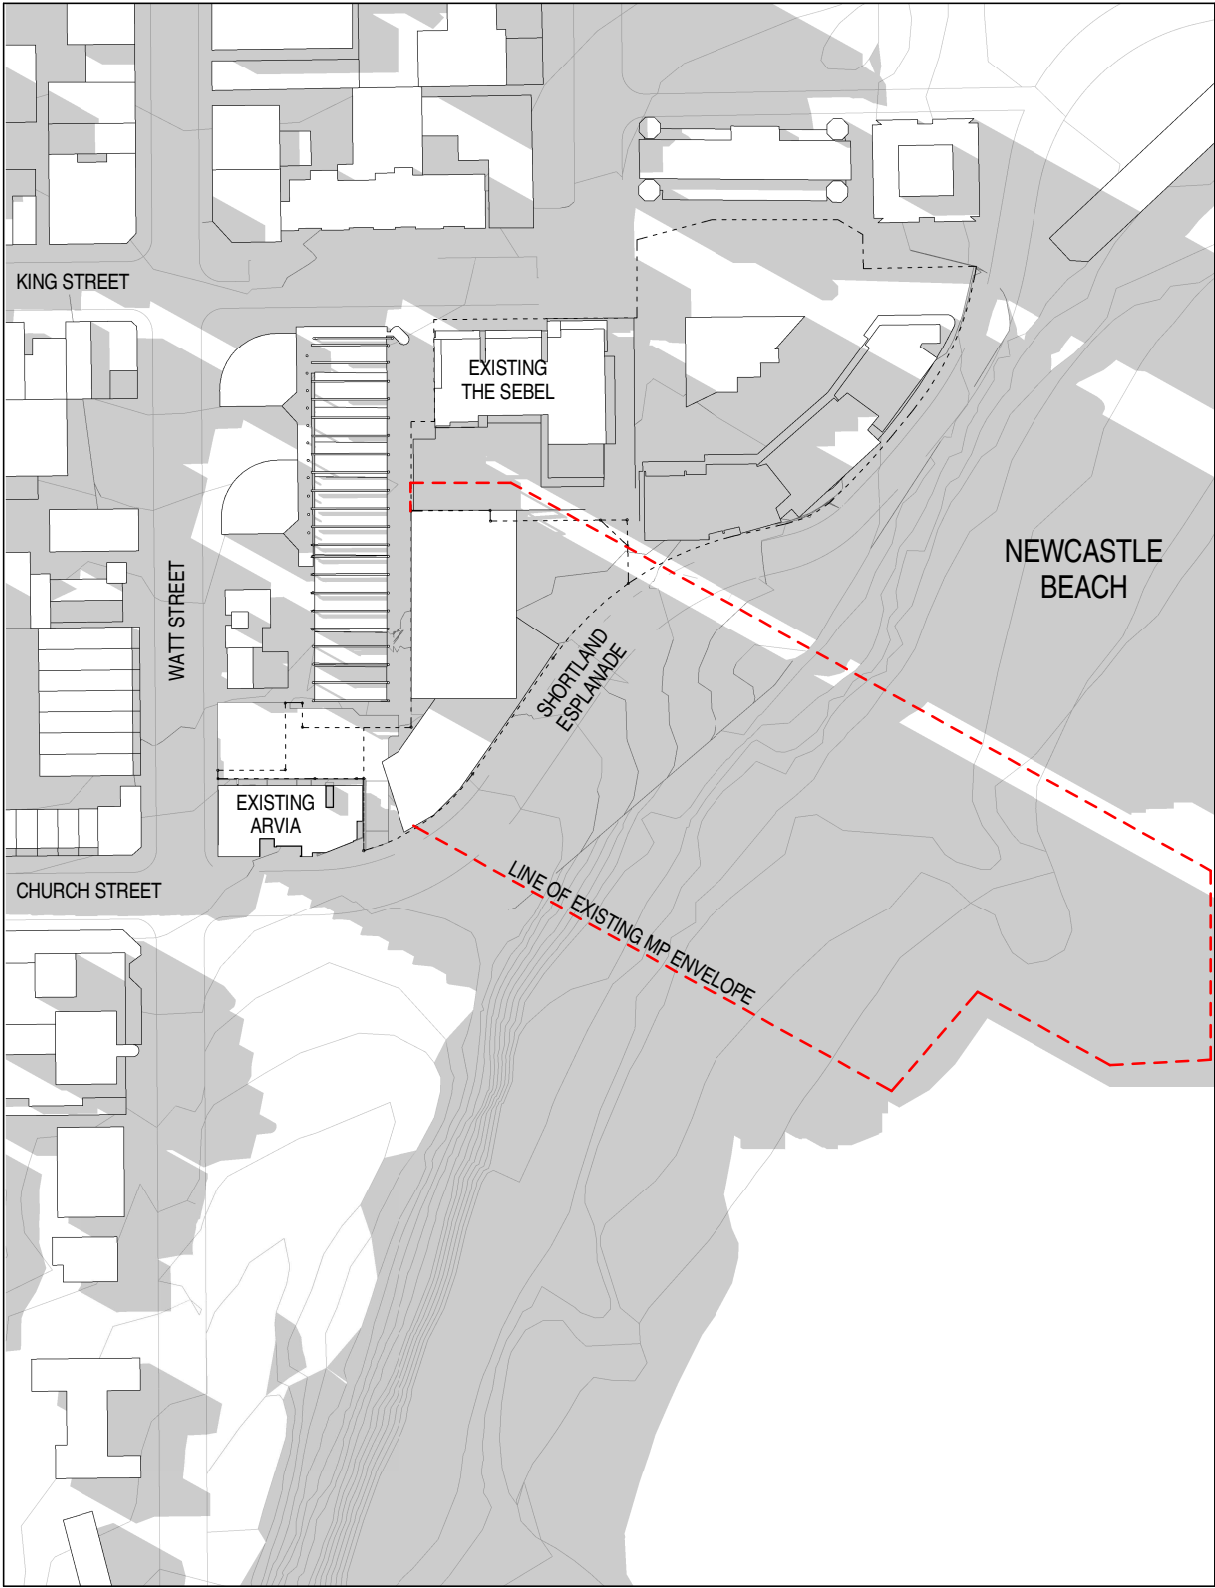 KING STREET
EXISTING
THE SEBEL
NEWCASTLE
BEACH
WATT STREET
SHORTLAND
ESPLANADE
EXISTING
ARVIA
LINE OF EXISTING MP ENVELOPE
CHURCH STREET